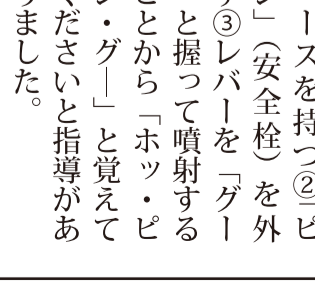 ースを持つ②ピ
ン」（安全栓）を外
③レバーを「グー
と握って噴射する
ことから「ホッ・ピ
ン・グー」と覚えて
くださいと指導があ
りました。